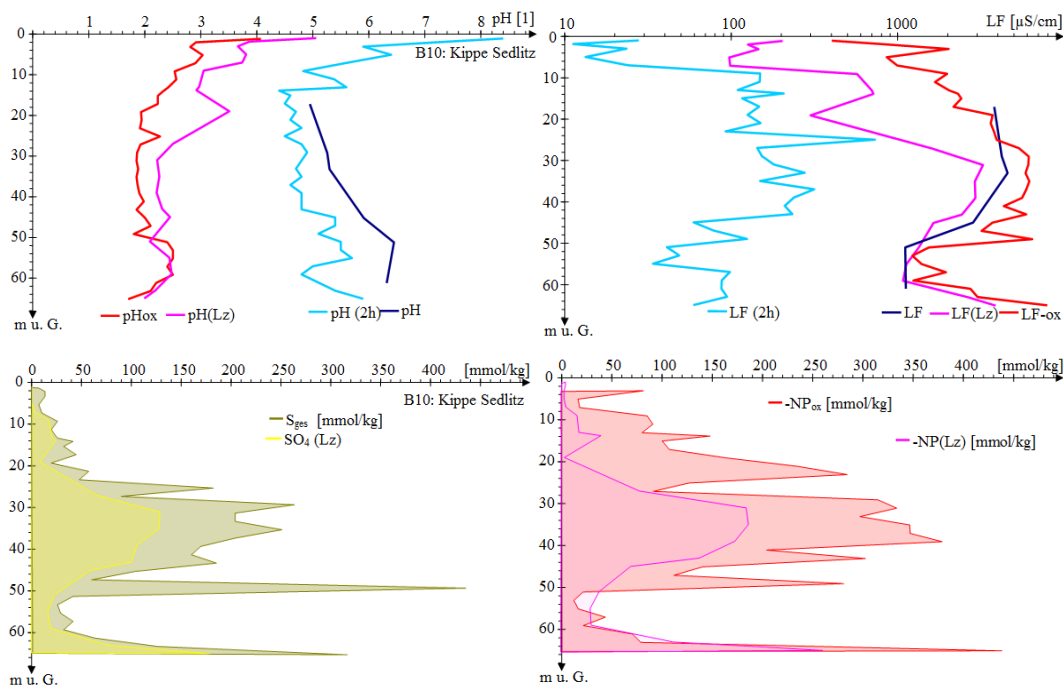 1 2 3 4 5 6 7 8
pH [1]
0
10
20
30
40
50
60
B10: Kippe Sedlitz
pHox pH(Lz) pH (2h) pH
m u. G.
10 100 1000
LF [µS/cm]
0
10
20
30
40
50
60
LF (2h) LF LF(Lz) LF-ox
m u. G.
0 50 100 150 200 250 300 350 400 450
[mmol/kg]
B10: Kippe Sedlitz
0
10
20
30
40
50
60
Sges [mmol/kg]
SO4 (Lz)
m u. G.
0 50 100 150 200 250 300 350 400 450
[mmol/kg]
0
10
20
30
40
50
60
-NPox [mmol/kg]
-NP(Lz) [mmol/kg]
m u. G.